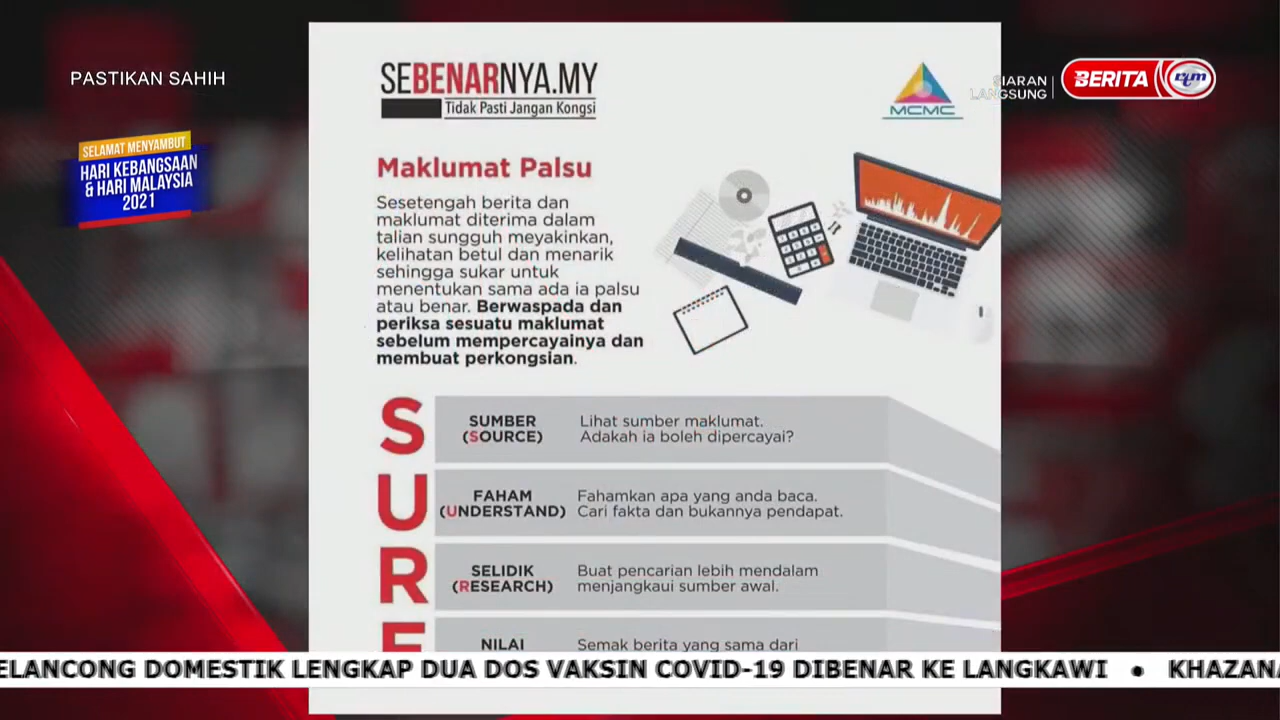 PASTIKAN SAHIH
SELAMAT MENYAMBUT
HARI KEBANGSAAN
& HARI MALAYSIA
2021
SEBENARNYA.MY
Tidak Pasti Jangan Kongsi
MCMC
SIARAN
LANGSUNG
BERITA
rtm
Maklumat Palsu
Sesetengah berita dan
maklumat diterima dalam
talian sungguh meyakinkan,
kelihatan betul dan menarik
sehingga sukar untuk
menentukan sama ada ia palsu
atau benar. Berwaspada dan
periksa sesuatu maklumat
sebelum mempercayainya dan
membuat perkongsian.
S
SUMBER
(SOURCE)
Lihat sumber maklumat.
Adakah ia boleh dipercayai?
U
FAHAM
(UNDERSTAND)
Fahamkan apa yang anda baca.
Cari fakta dan bukannya pendapat.
R
SELIDIK
(RESEARCH)
Buat pencarian lebih mendalam
menjangkaui sumber awal.
E
NILAI
Semak berita yang sama dari
ELANCONG DOMESTIK LENGKAP DUA DOS VAKSIN COVID-19 DIBENAR KE LANGKAWI • KHAZANA